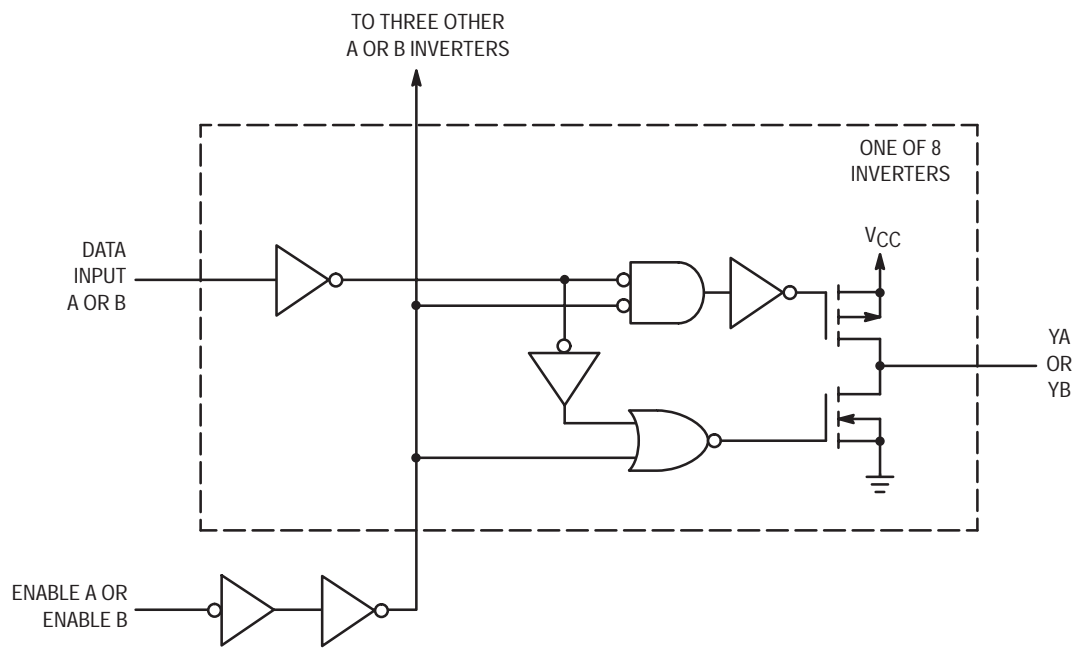 TO THREE OTHER
A OR B INVERTERS
ONE OF 8
INVERTERS
VCC
DATA
INPUT
A OR B
YA
OR
YB
ENABLE A OR
ENABLE B